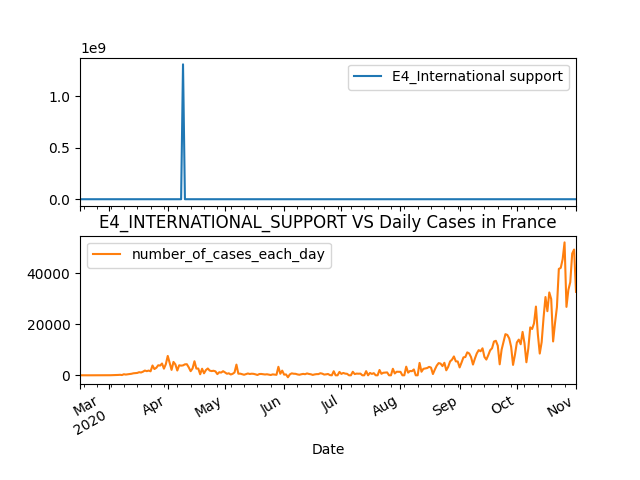 1e9
E4_International support
1.0
0.5
0.0
E4_INTERNATIONAL_SUPPORT VS Daily Cases in France
number_of_cases_each_day
40000
20000
0
Mar
2020
Apr
May
Jun
Jul
Aug
Sep
Oct
Nov
Date